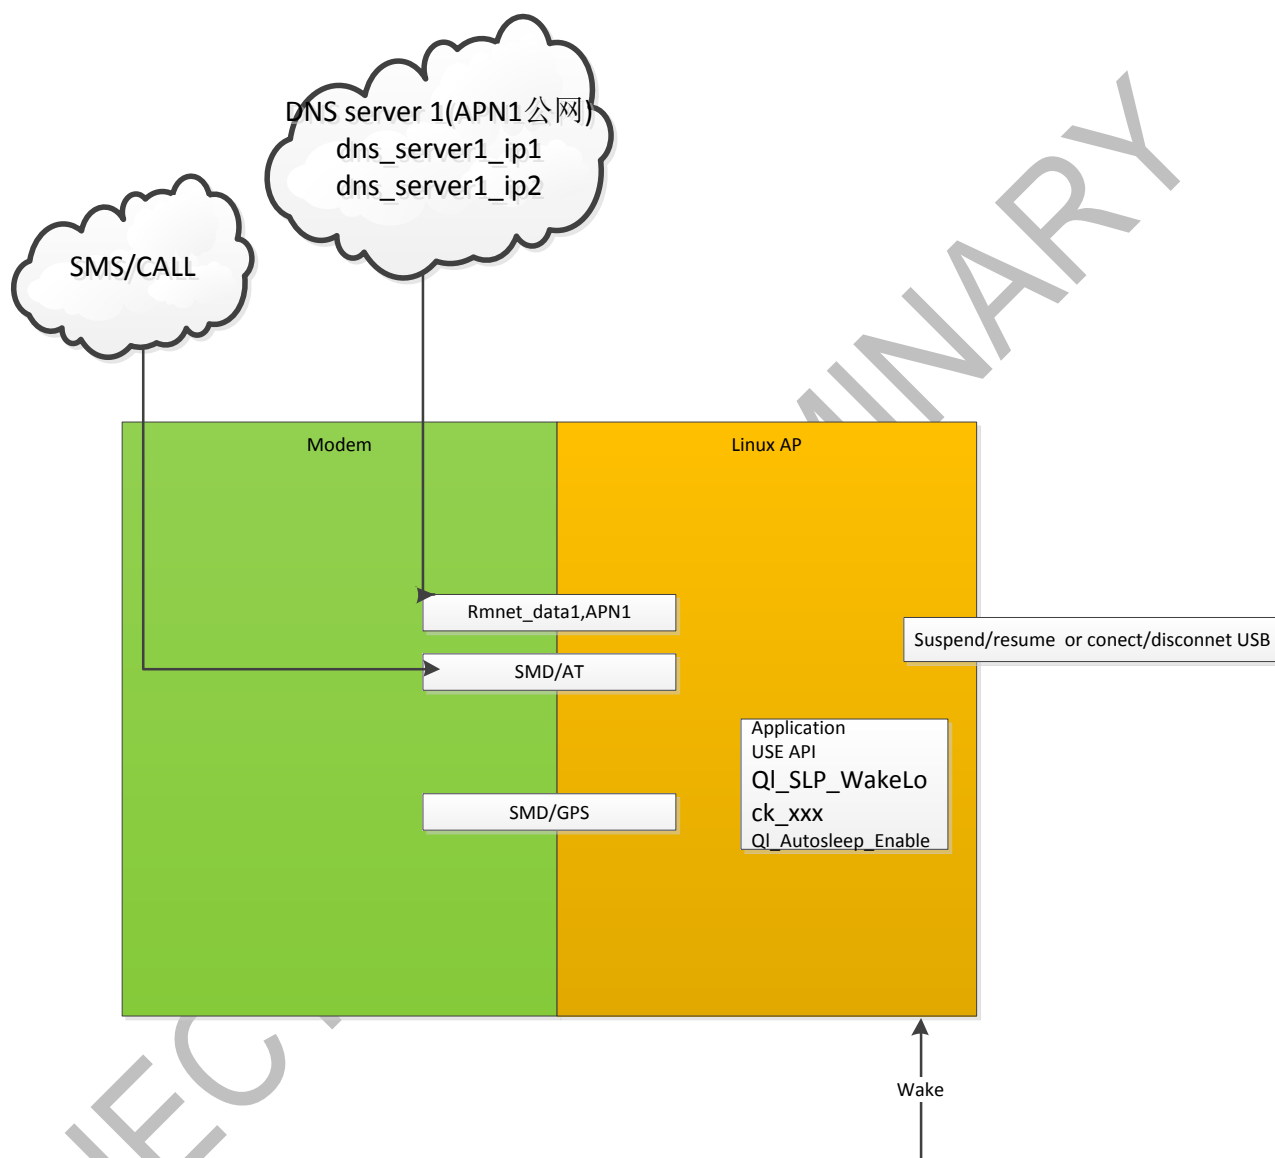 DNS server 1(APN1公网)
dns_server1_ip1
dns_server1_ip2
SMS/CALL
Modem
Linux AP
Rmnet_data1,APN1
Suspend/resume or conect/disconnet USB
SMD/AT
Application
USE API
Ql_SLP_WakeLo
ck_xxx
Ql_Autosleep_Enable
SMD/GPS
Wake